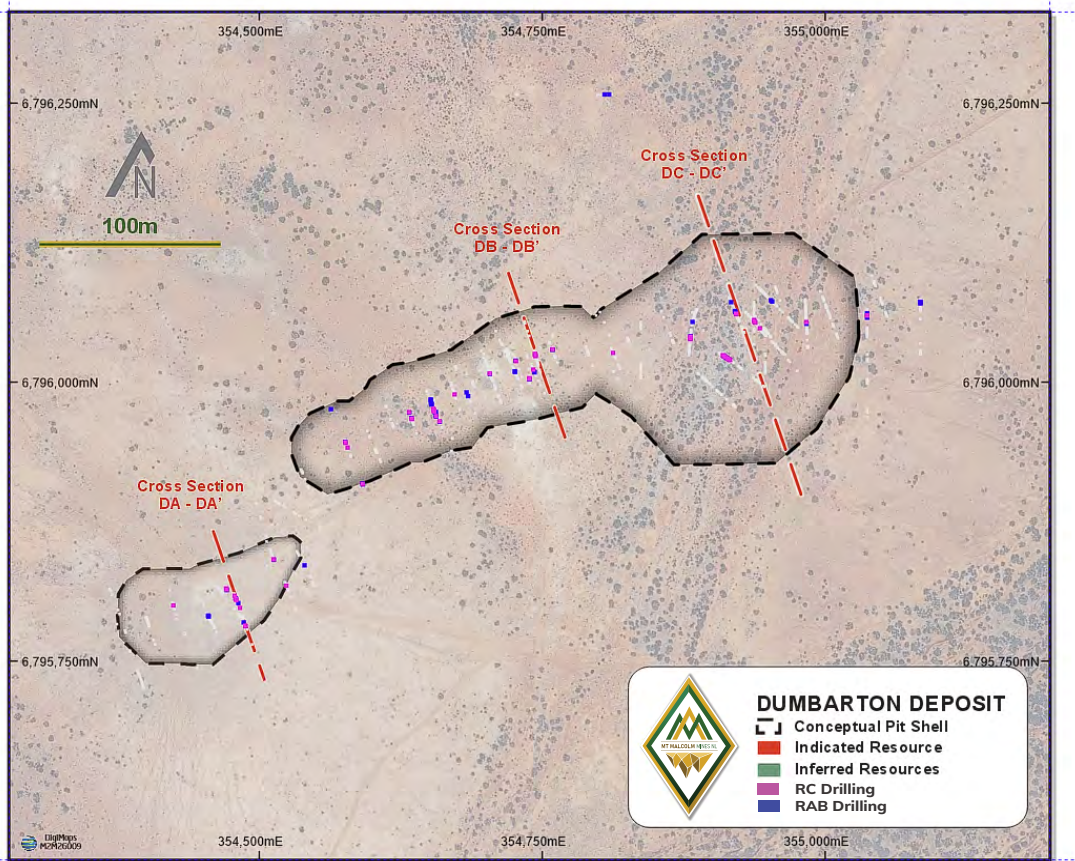 354,500mE
354,750mE
355,000mE
6,796,250mN
6,796,250mN
Cross Section
DC - DC'
N
100m
Cross Section
DB - DB'
6,796,000mN
6,796,000mN
Cross Section
DA - DA'
6,795,750mN
6,795,750mN
DUMBARTON DEPOSIT
Conceptual Pit Shell
MT MALCOLM MINES NL
Indicated Resource
Inferred Resources
RC Drilling
RAB Drilling
DigiMaps
M2M26009
354,500mE
354,750mE
355,000mE